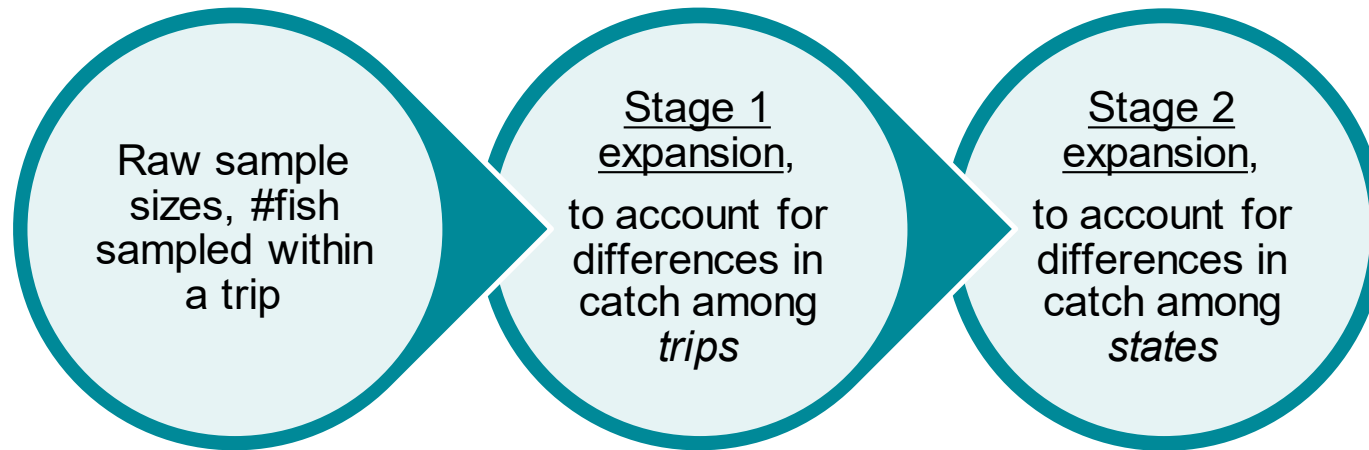 Raw sample
sizes, #fish
sampled within
a trip
Stage 1
expansion,
to account for
differences in
catch among
trips
Stage 2
expansion,
to account for
differences in
catch among
states